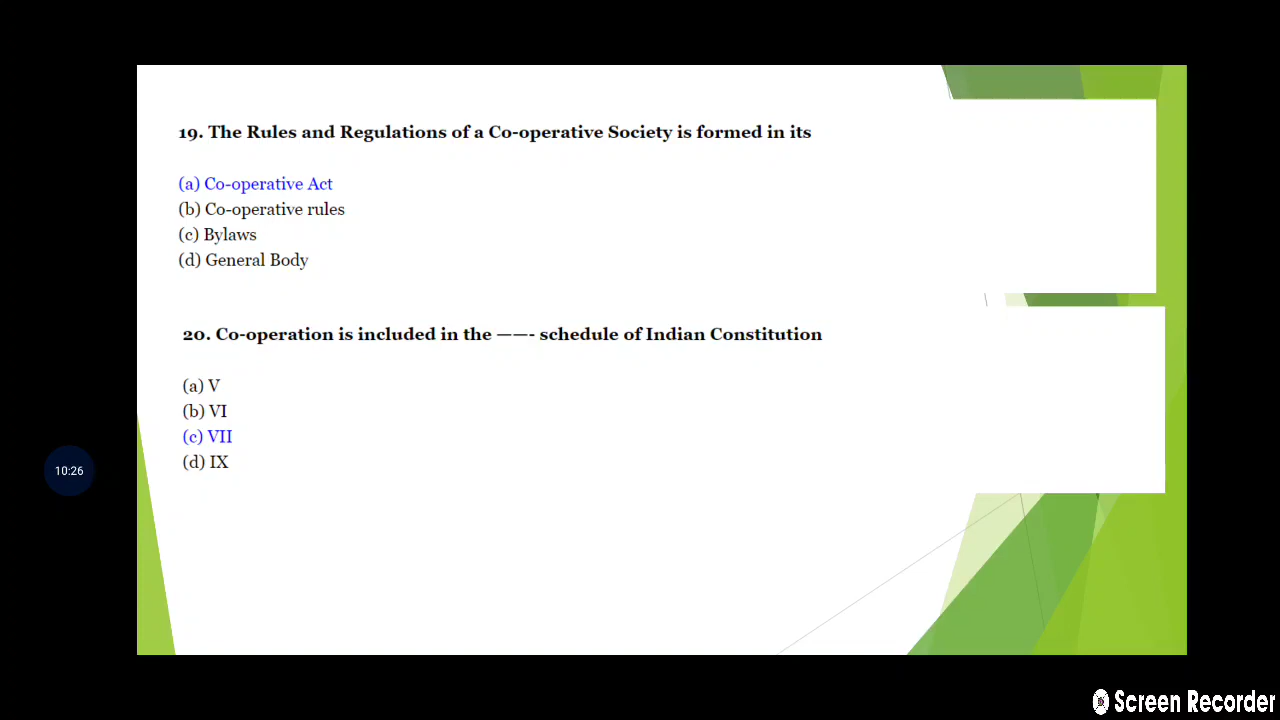 19. The Rules and Regulations of a Co-operative Society is formed in its
(a) Co-operative Act
(b) Co-operative rules
(c) Bylaws
(d) General Body
20. Co-operation is included in the ——- schedule of Indian Constitution
(a) V
(b) VI
(c) VII
(d) IX
10:26
Screen Recorder